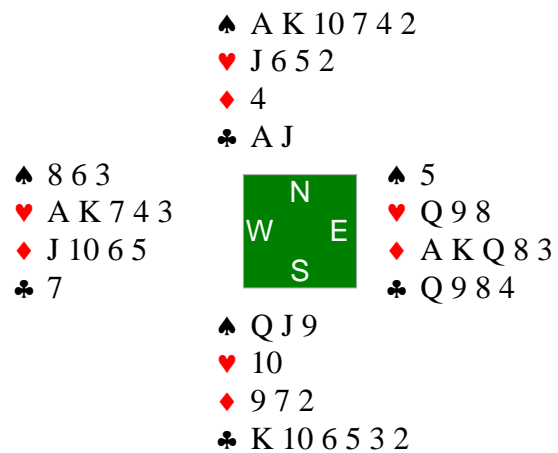 ♠ A K 10 7 4 2
♥ J 6 5 2
♦ 4
♣ A J
♠ 8 6 3
♥ A K 7 4 3
♦ J 10 6 5
♣ 7
N
W E
S
♠ 5
♥ Q 9 8
♦ A K Q 8 3
♣ Q 9 8 4
♠ Q J 9
♥ 10
♦ 9 7 2
♣ K 10 6 5 3 2